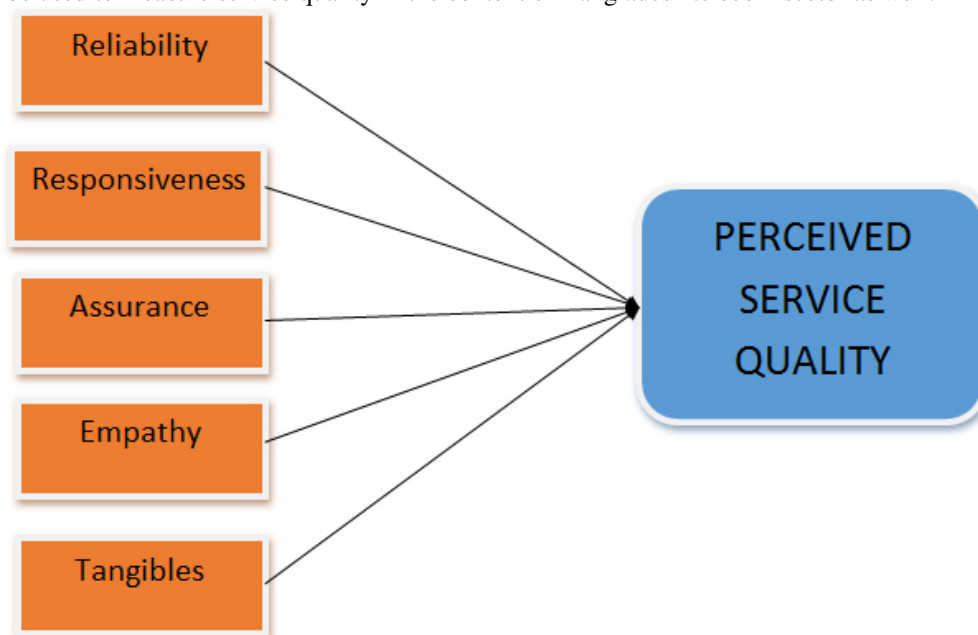 Reliability
Responsiveness
Assurance
Empathy
Tangibles
PERCEIVED
SERVICE
QUALITY